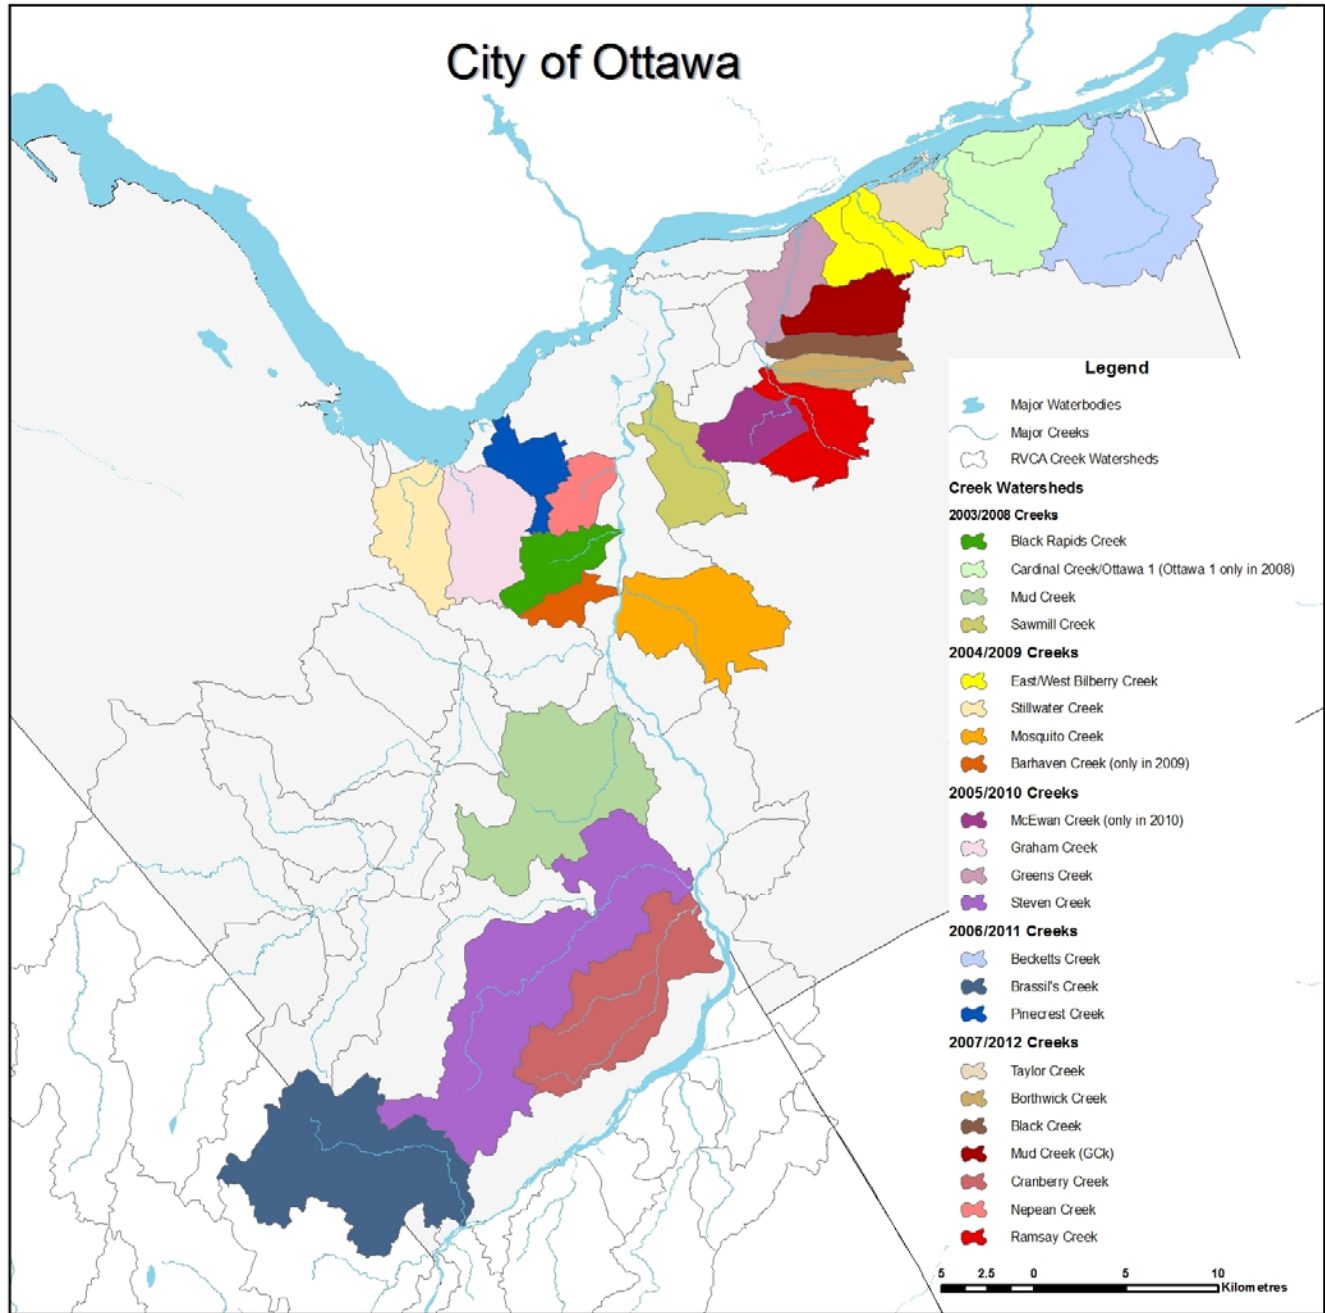 City of Ottawa
Legend
Major Waterbodies
Major Creeks
RVCA Creek Watersheds
Creek Watersheds
2003/2008 Creeks
Black Rapids Creek
Cardinal Creek/Ottawa 1 (Ottawa 1 only in 2008)
Mud Creek
Sawmill Creek
2004/2009 Creeks
East/West Bilberry Creek
Stillwater Creek
Mosquito Creek
Barhaven Creek (only in 2009)
2005/2010 Creeks
McEwan Creek (only in 2010)
Graham Creek
Greens Creek
Steven Creek
2006/2011 Creeks
Becketts Creek
Brassil's Creek
Pinecrest Creek
2007/2012 Creeks
Taylor Creek
Borthwick Creek
Black Creek
Mud Creek (GCk)
Cranberry Creek
Nepean Creek
Ramsay Creek
5 2.5 0 5 10
Kilometres